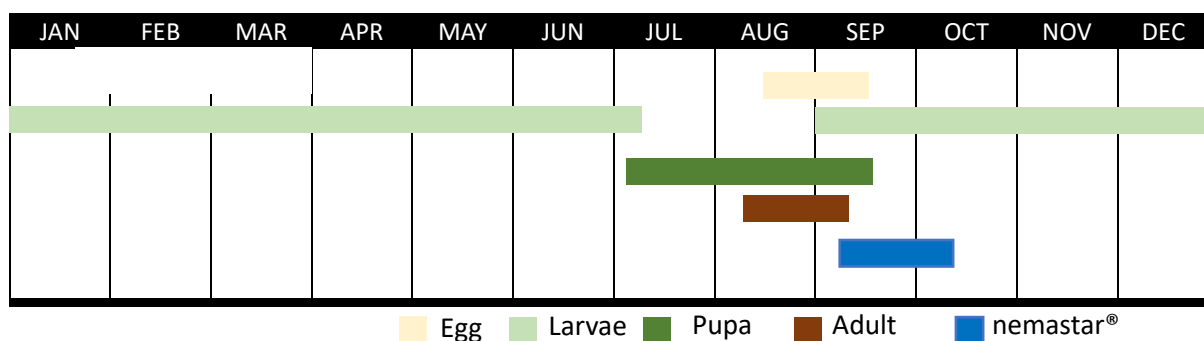 JAN FEB MAR APR MAY JUN JUL AUG SEP OCT NOV DEC
Egg Larvae Pupa Adult nemastar®